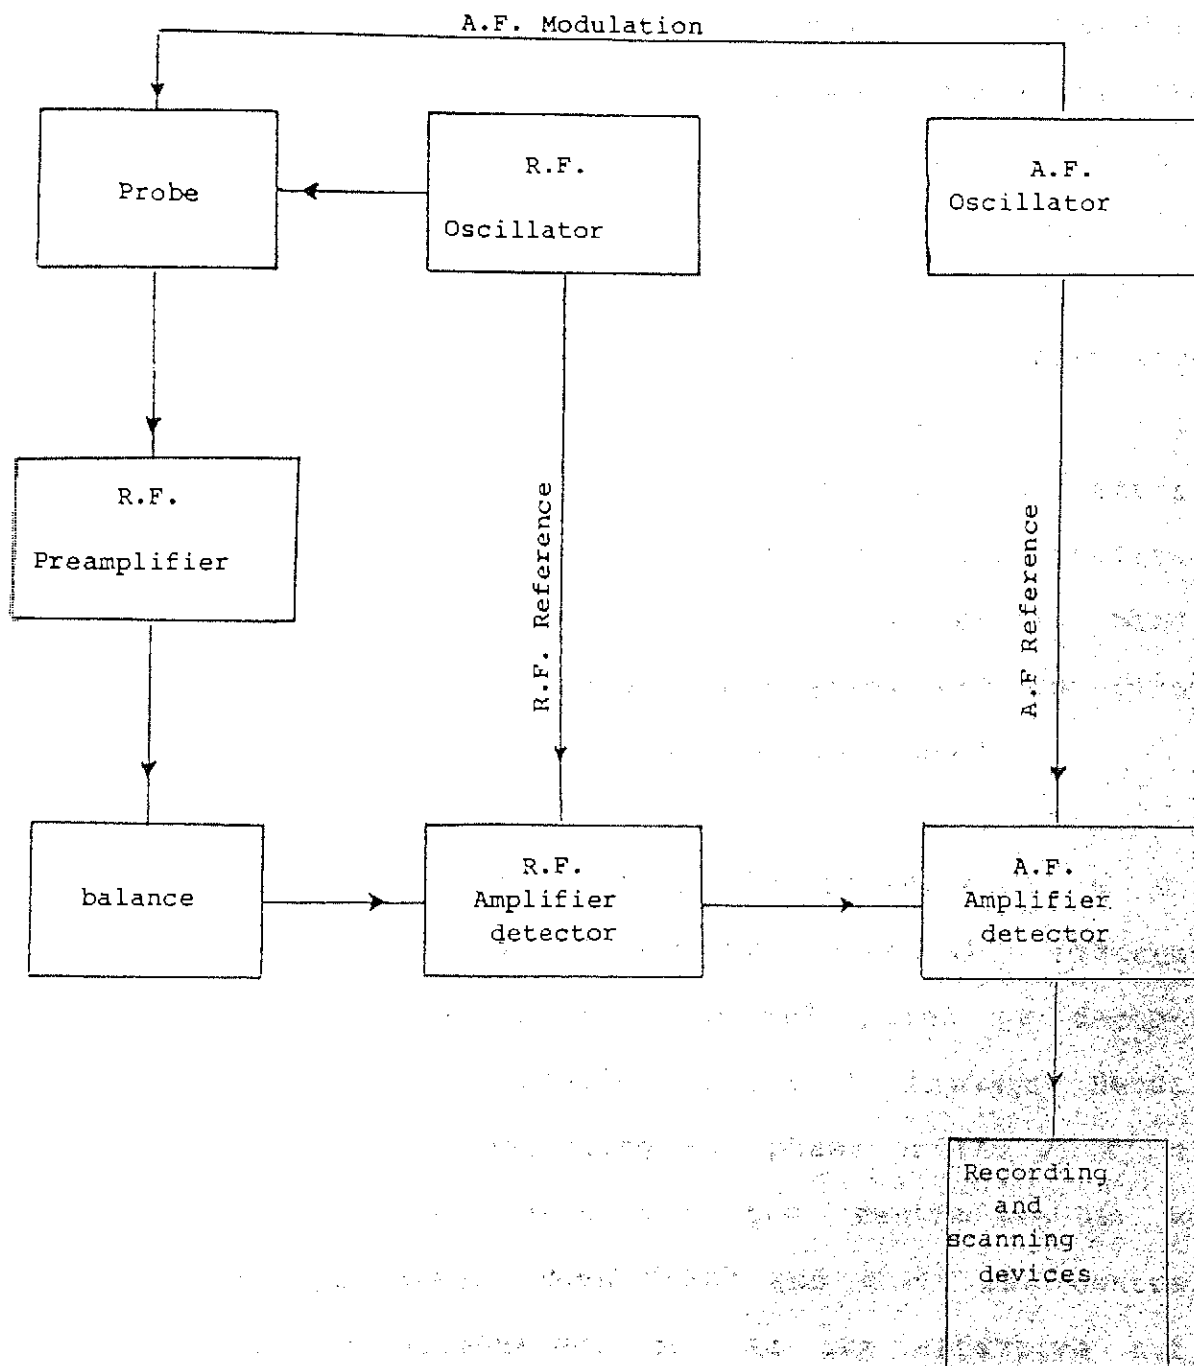 A.F. Modulation
Probe
R.F.
Oscillator
A.F.
Oscillator
R.F.
Preamplifier
R.F. Reference
A.F Reference
balance
R.F.
Amplifier
detector
A.F.
Amplifier
detector
Recording
and
scanning
devices